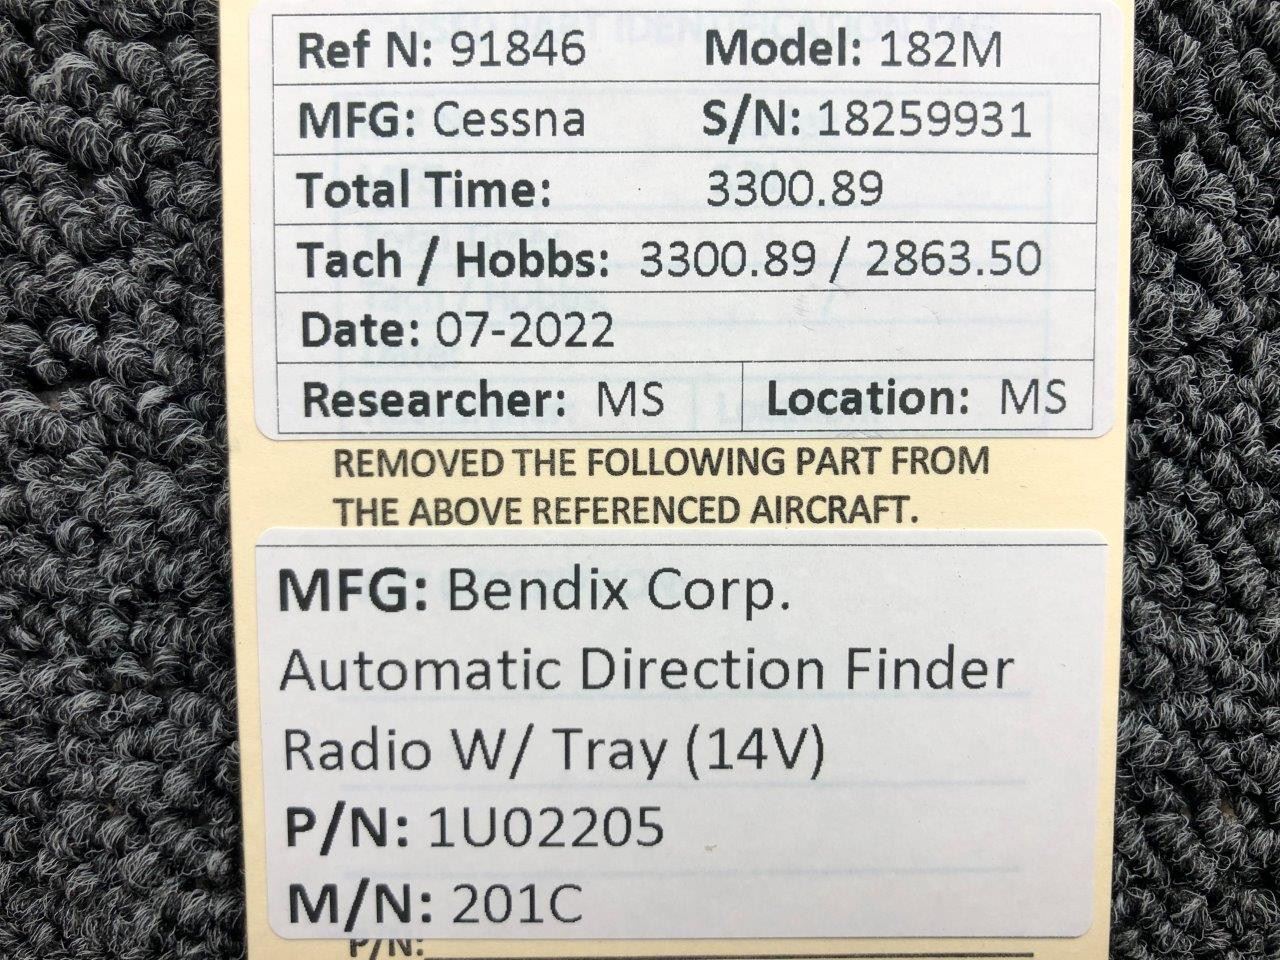 Ref N: 91846 Model: 182M
MFG: Cessna S/N: 18259931
Total Time: 3300.89
Tach / Hobbs: 3300.89 / 2863.50
Date: 07-2022
Researcher: MS Location: MS
REMOVED THE FOLLOWING PART FROM
THE ABOVE REFERENCED AIRCRAFT.
MFG: Bendix Corp.
Automatic Direction Finder
Radio W/ Tray (14V)
P/N: 1U02205
M/N: 201C
P/N: